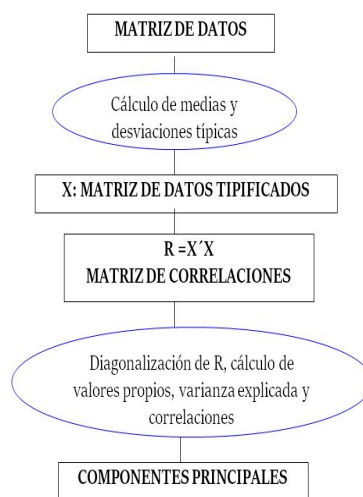 MATRIZ DE DATOS
Cálculo de medias y
desviaciones típicas
X: MATRIZ DE DATOS TIPIFICADOS
R =X´X
MATRIZ DE CORRELACIONES
Diagonalización de R, cálculo de
valores propios, varianza explicada y
correlaciones
COMPONENTES PRINCIPALES